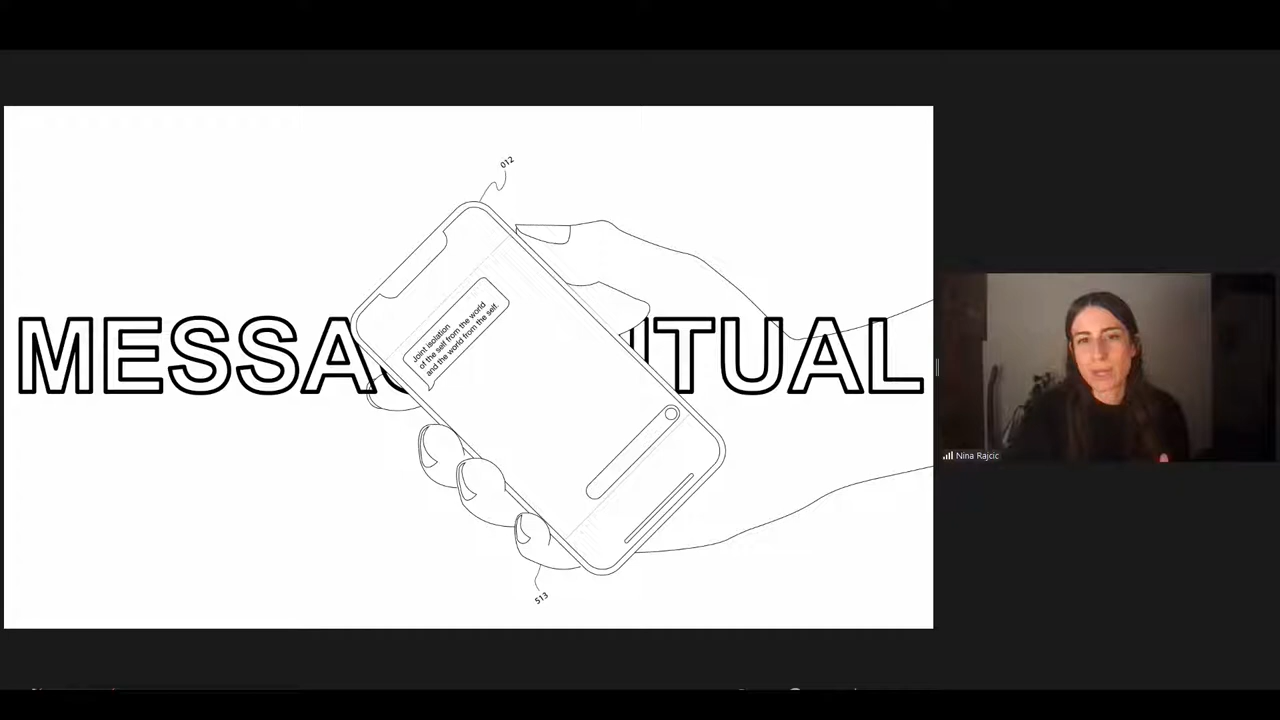 012
Joint isolation
of the self from the world
and the world from the self.
MESSA ITUAL
Nina Rajcic
513